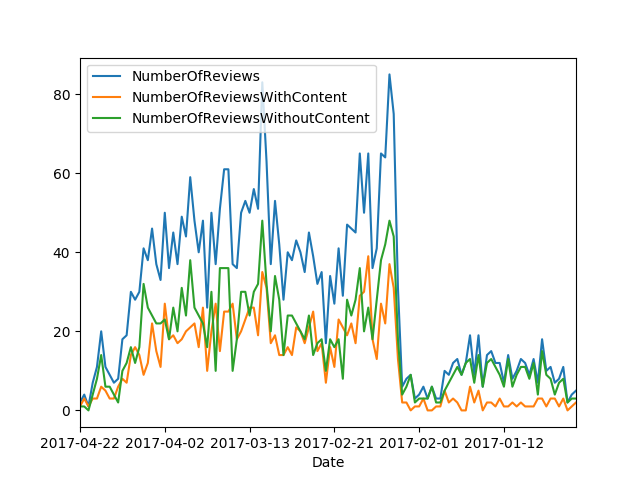 NumberOfReviews
NumberOfReviewsWithContent
NumberOfReviewsWithoutContent
80
60
40
20
0
2017-04-22 2017-04-02 2017-03-13 2017-02-21 2017-02-01 2017-01-12
Date